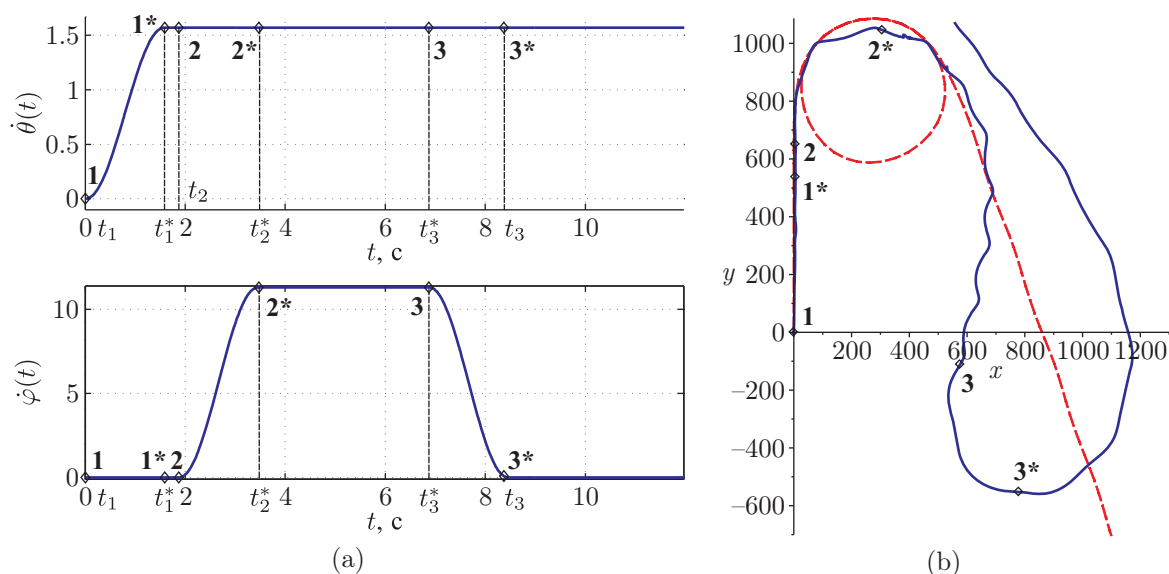 1.5
1
0.5
0
θ̇(t)
1
1*
2
2*
3
3*
t₂
0 t₁ t₁* 2 t₂* 4 6 t₃* 8 t₃ 10
t, c
10
5
0
φ̇(t)
1
1*
2
2*
3
3*
0 t₁ t₁* 2 t₂* 4 6 t₃* 8 t₃ 10
t, c
(a)
1000
800
600
400
200
0
−200
−400
−600
y
2*
2
1*
1
200 400 600 800 1000 1200
x
3
3*
(b)